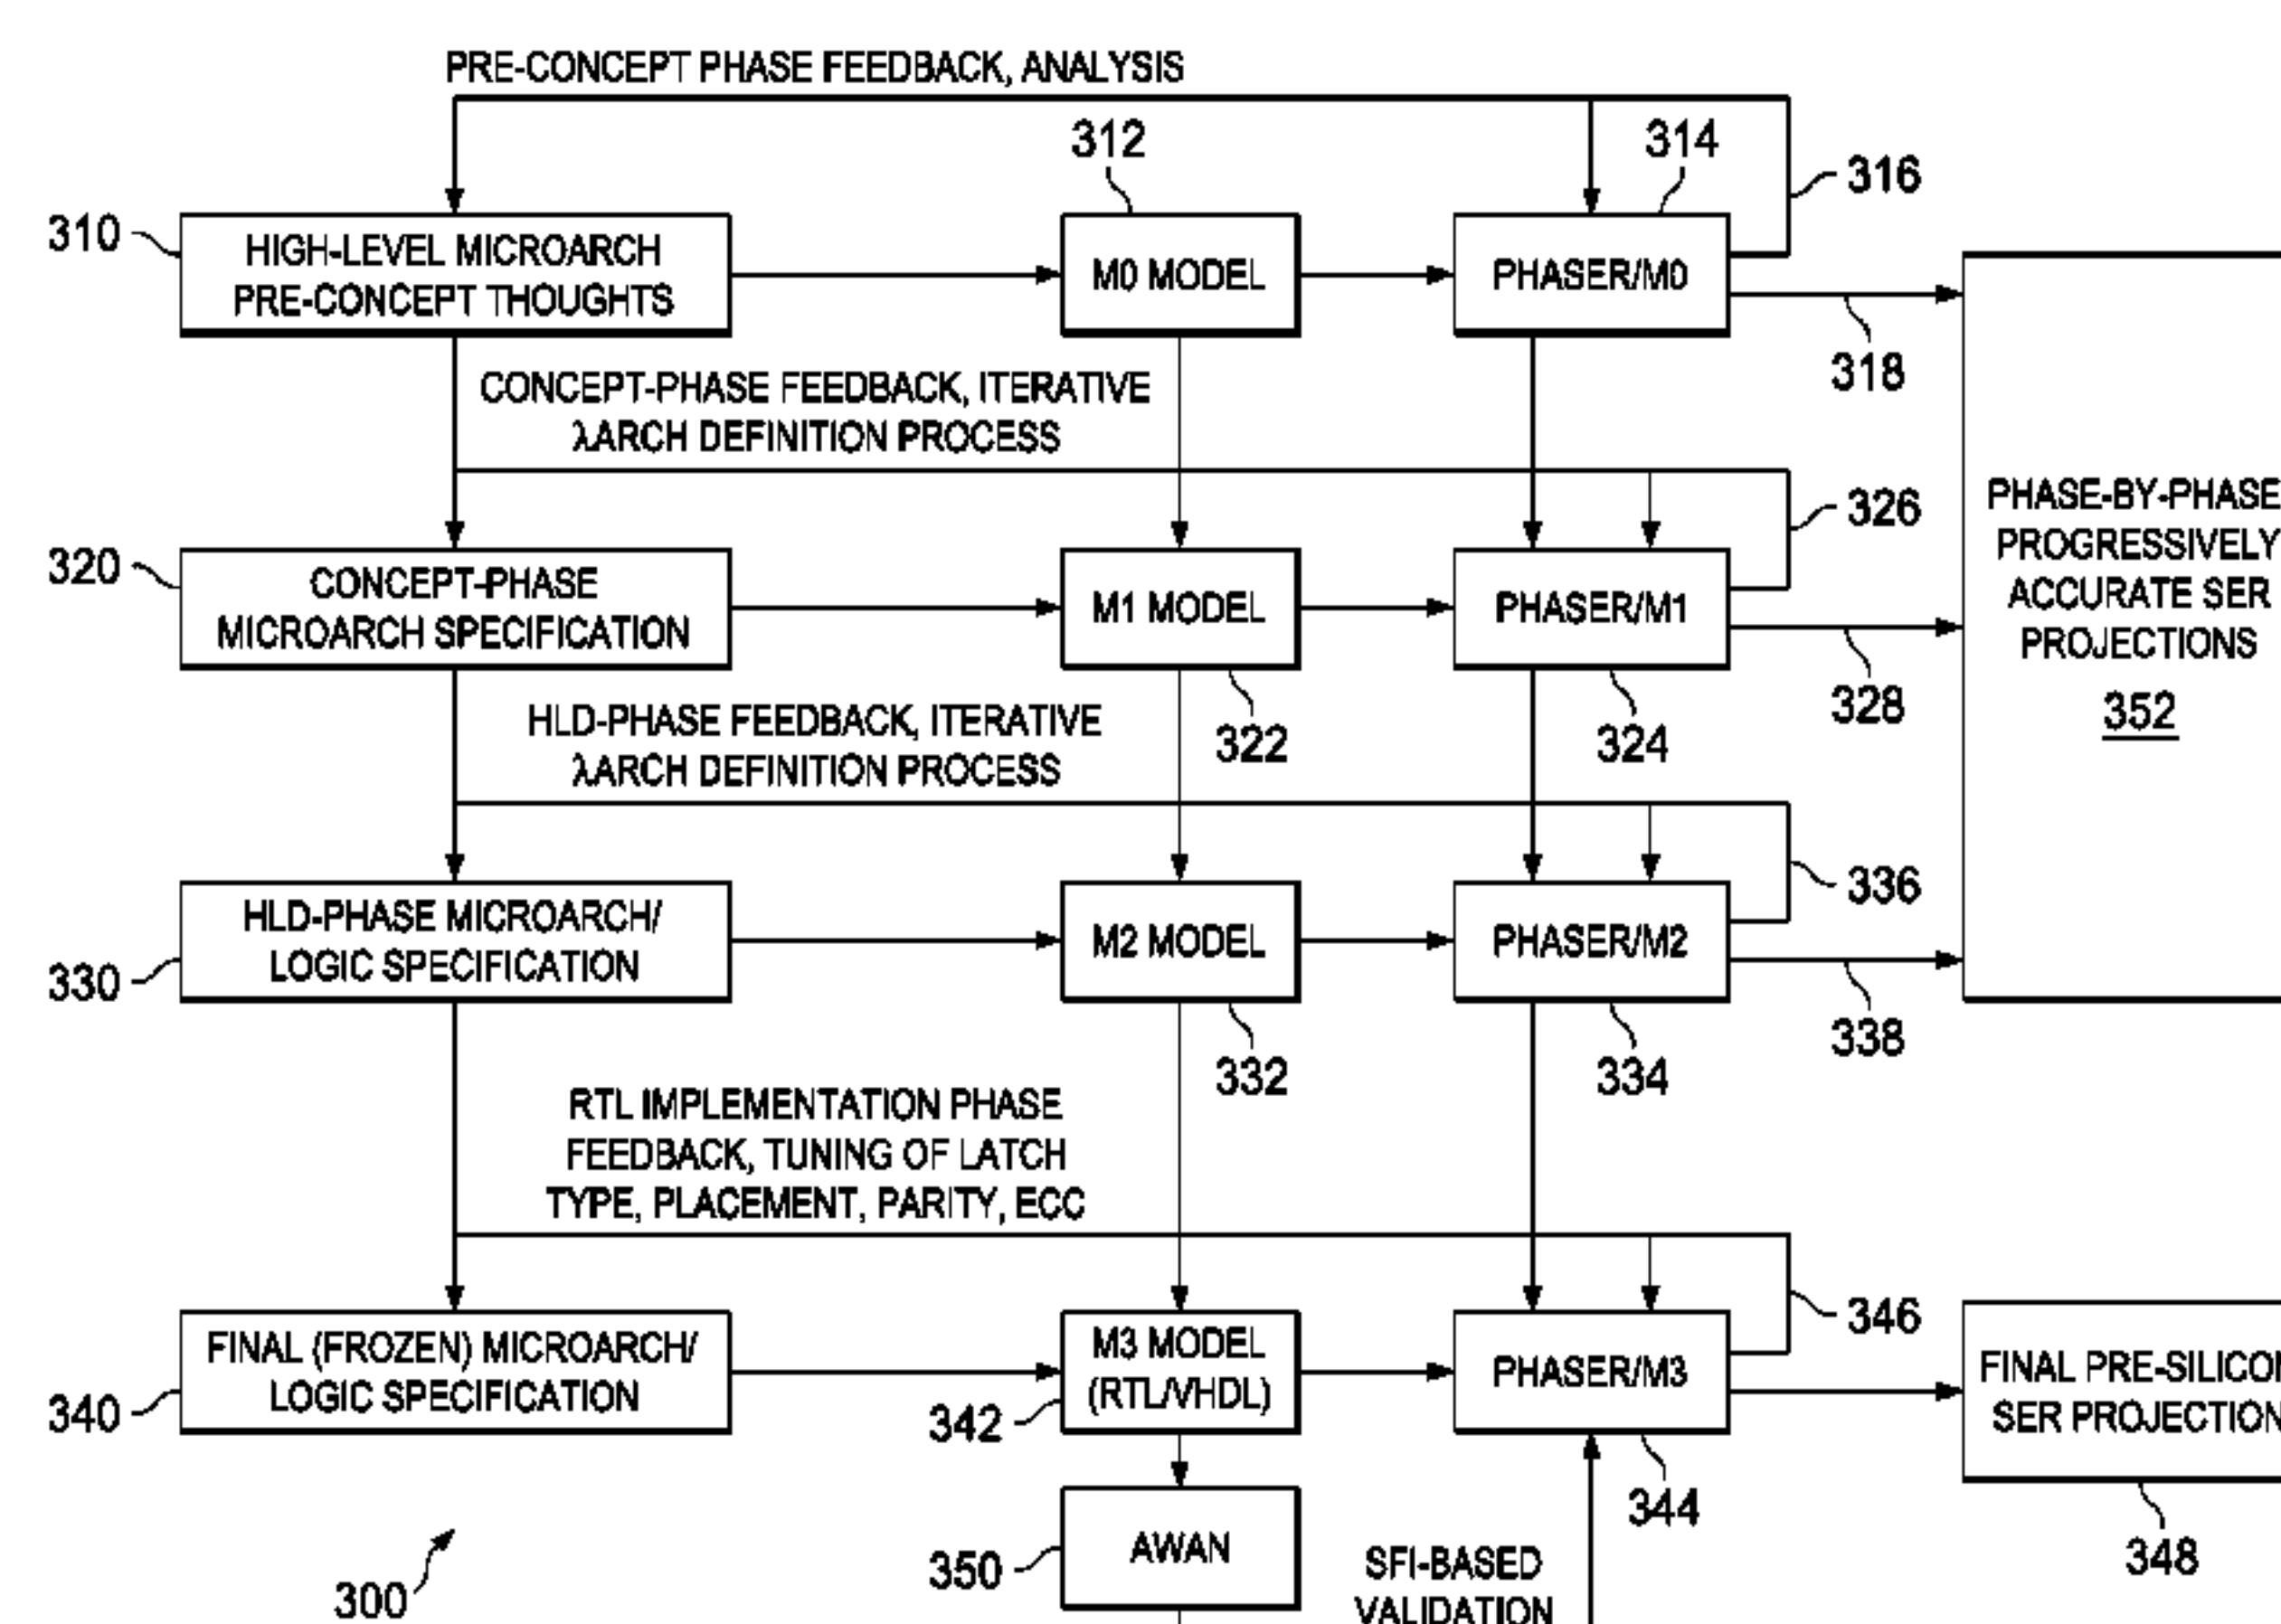 PRE-CONCEPT PHASE FEEDBACK, ANALYSIS
312
314
316
310
HIGH-LEVEL MICROARCH
PRE-CONCEPT THOUGHTS
M0 MODEL
PHASER/M0
318
CONCEPT-PHASE FEEDBACK, ITERATIVE
λARCH DEFINITION PROCESS
326
320
CONCEPT-PHASE
MICROARCH SPECIFICATION
M1 MODEL
PHASER/M1
322
324
328
PHASE-BY-PHASE
PROGRESSIVELY
ACCURATE SER
PROJECTIONS
352
HLD-PHASE FEEDBACK, ITERATIVE
λARCH DEFINITION PROCESS
336
330
HLD-PHASE MICROARCH/
LOGIC SPECIFICATION
M2 MODEL
PHASER/M2
332
334
338
RTL IMPLEMENTATION PHASE
FEEDBACK, TUNING OF LATCH
TYPE, PLACEMENT, PARITY, ECC
346
340
FINAL (FROZEN) MICROARCH/
LOGIC SPECIFICATION
M3 MODEL
(RTL/VHDL)
342
PHASER/M3
344
FINAL PRE-SILICON
SER PROJECTION
348
AWAN
350
SFI-BASED
VALIDATION
300